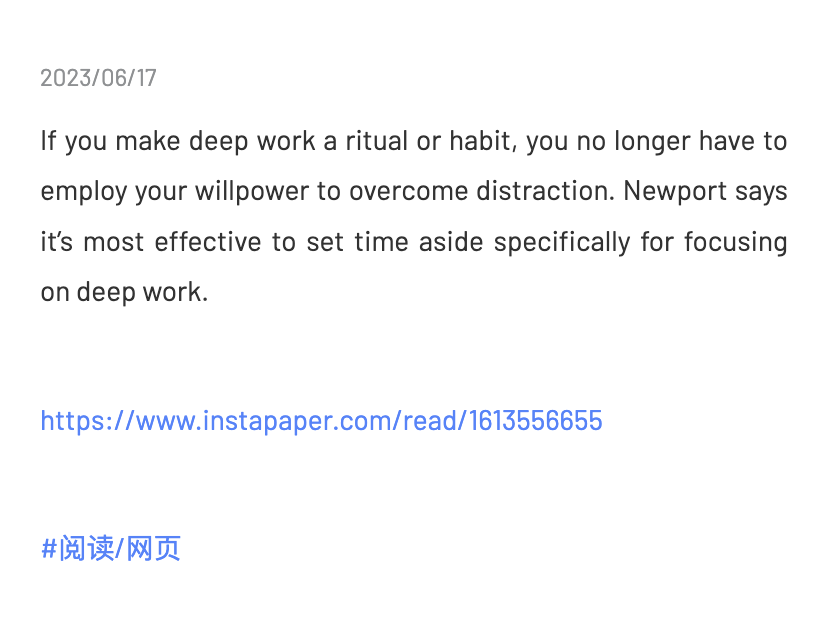 2023/06/17
If you make deep work a ritual or habit, you no longer have to
employ your willpower to overcome distraction. Newport says
it’s most effective to set time aside specifically for focusing
on deep work.
https://www.instapaper.com/read/1613556655
#阅读/网页